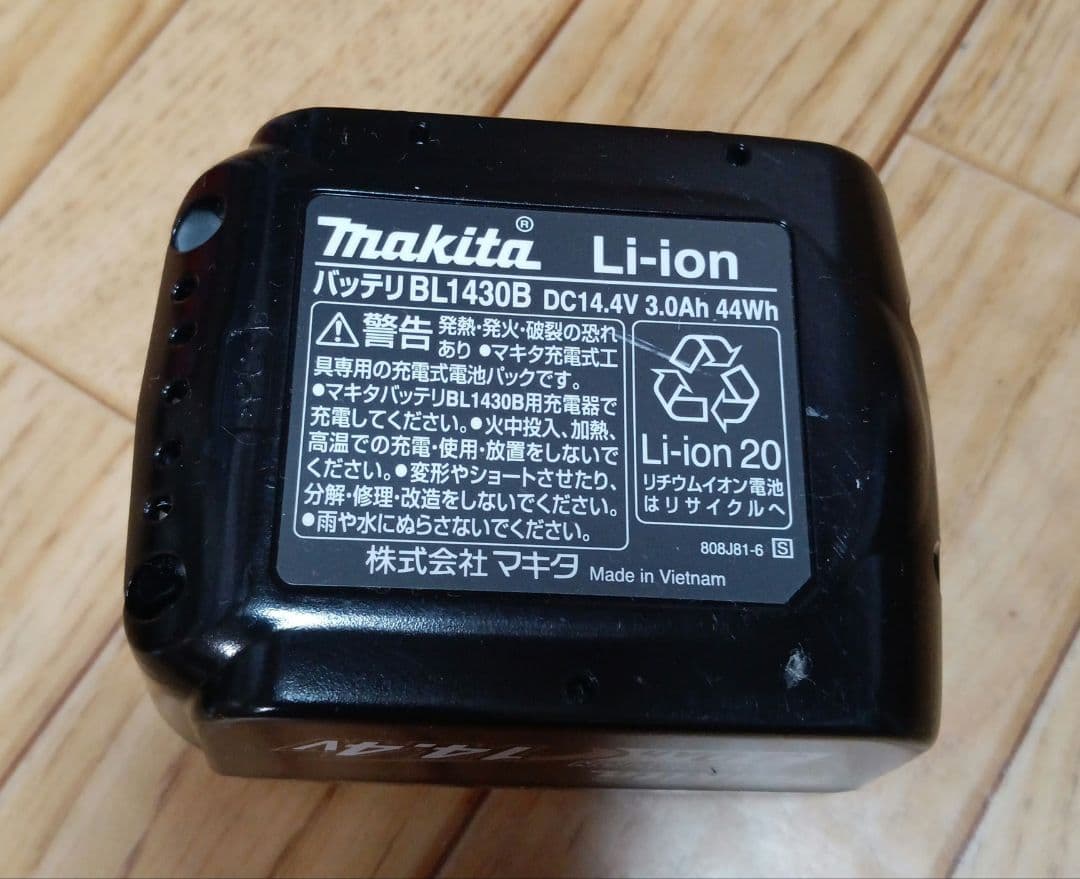 makita® Li-ion
バッテリBL1430B DC14.4V 3.0Ah 44Wh
⚠警告 発熱・発火・破裂の恐れ
あり ●マキタ充電式工
具専用の充電式電池パックです。
●マキタバッテリBL1430B用充電器で
充電してください。●火中投入、加熱、
高温での充電・使用・放置をしないで
ください。●変形やショートさせたり、
分解・修理・改造をしないでください。
●雨や水にぬらさないでください。
Li-ion 20
リチウムイオン電池
はリサイクルへ
808J81-6 S
株式会社マキタ Made in Vietnam
14.4V